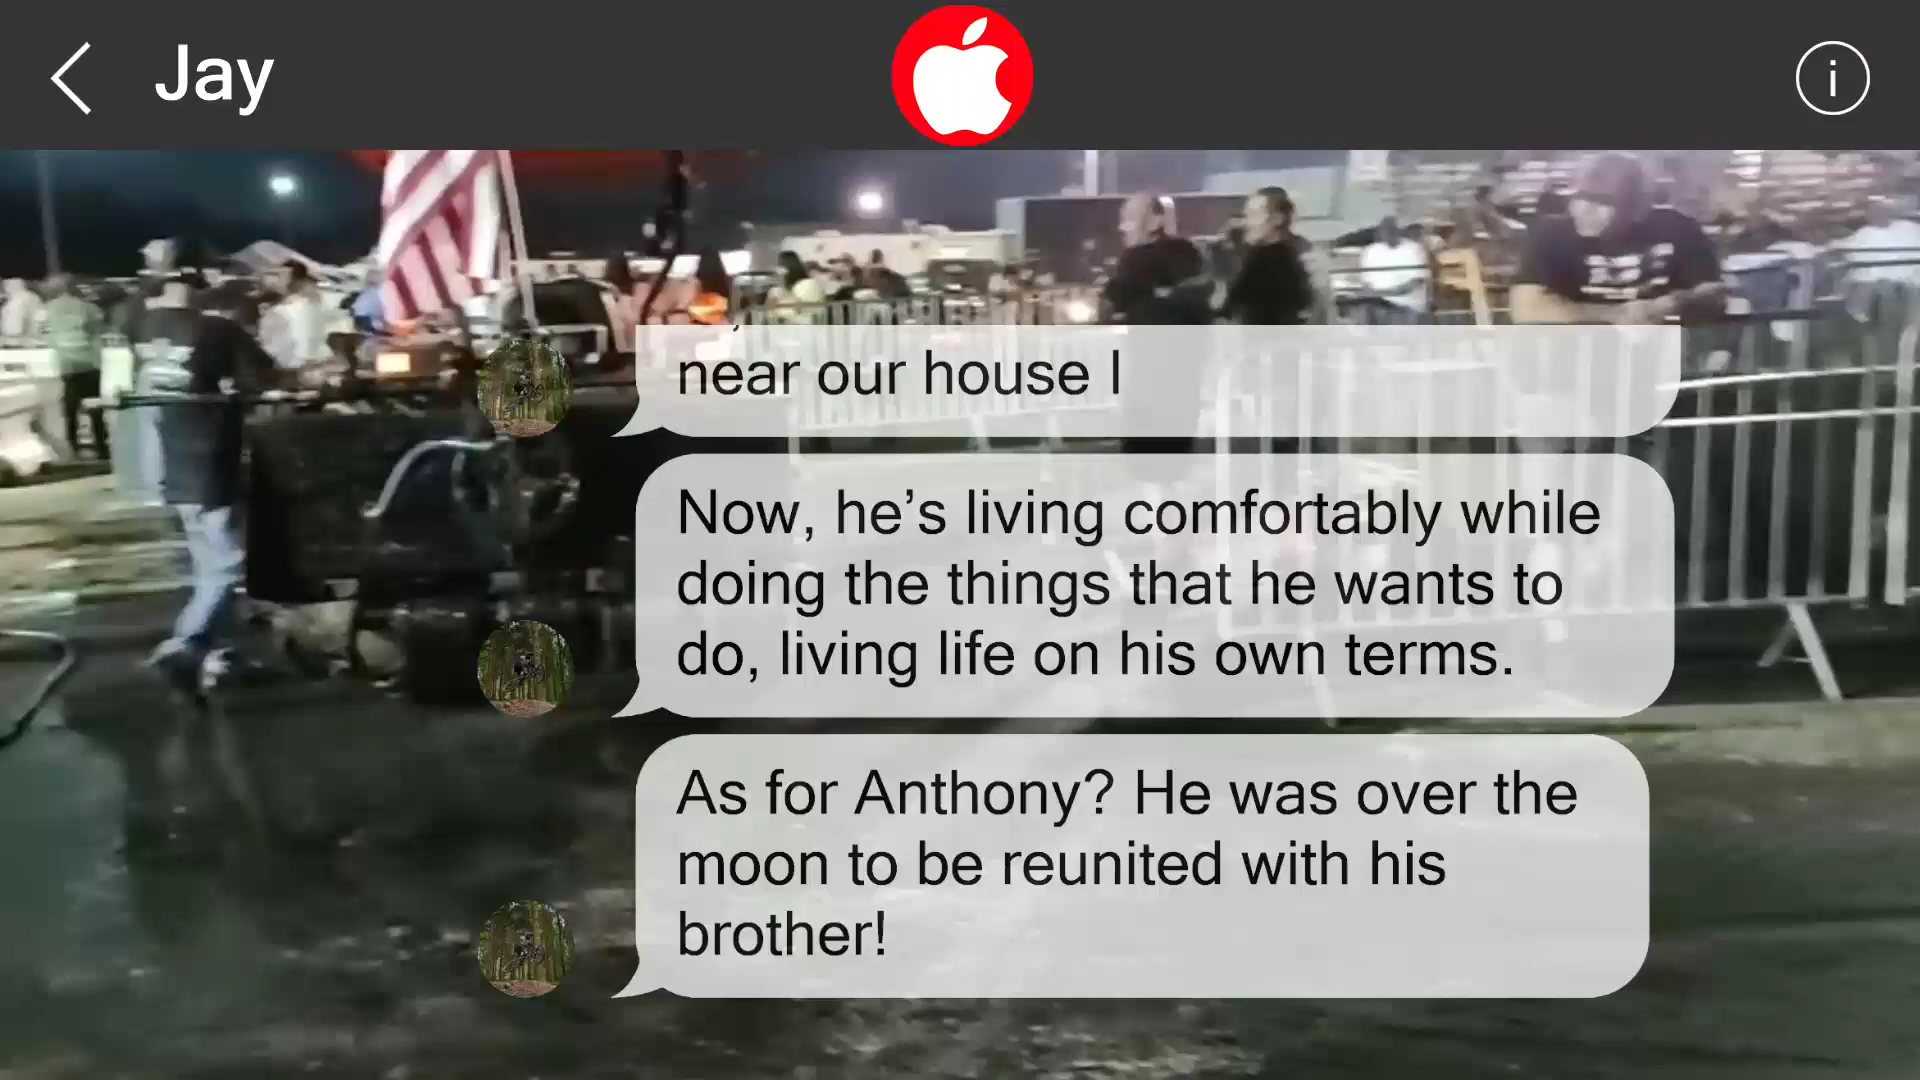 Jay
i
near our house I
Now, he’s living comfortably while
doing the things that he wants to
do, living life on his own terms.
As for Anthony? He was over the
moon to be reunited with his
brother!